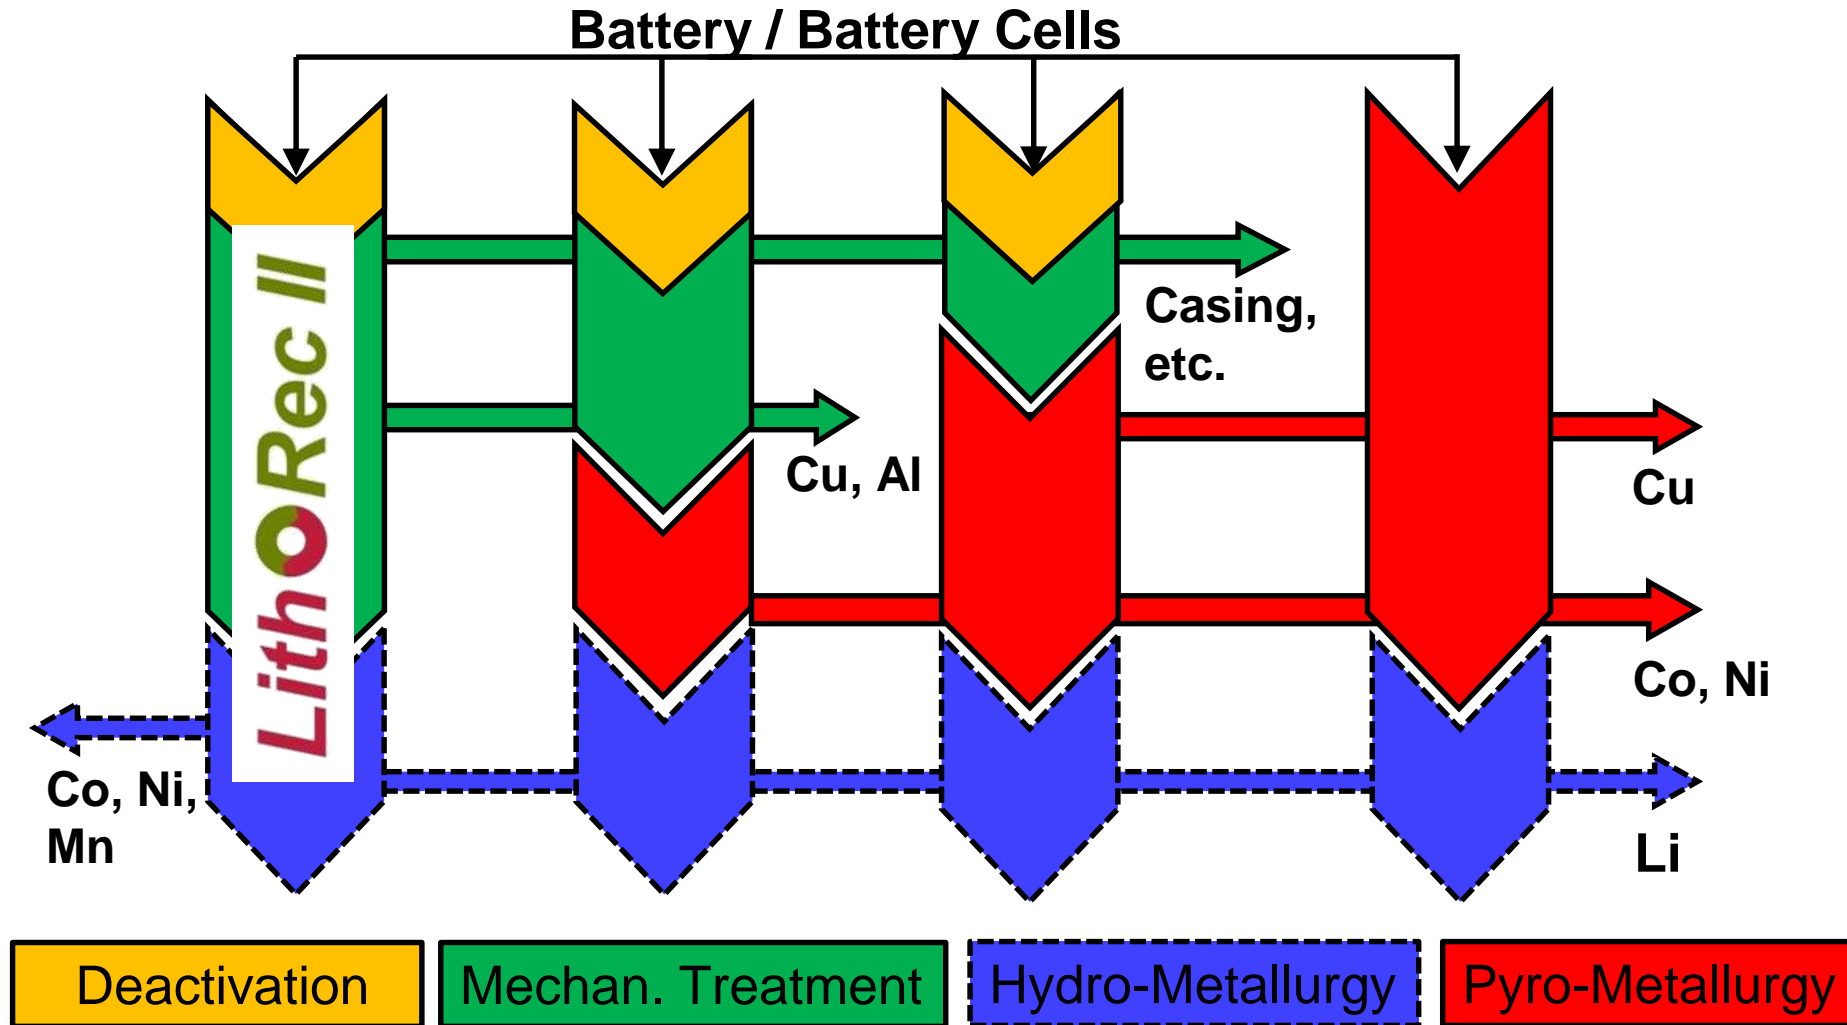 Battery / Battery Cells
LithoRec II
Casing,
etc.
Cu, Al
Cu
Co, Ni
Co, Ni,
Mn
Li
Deactivation
Mechan. Treatment
Hydro-Metallurgy
Pyro-Metallurgy